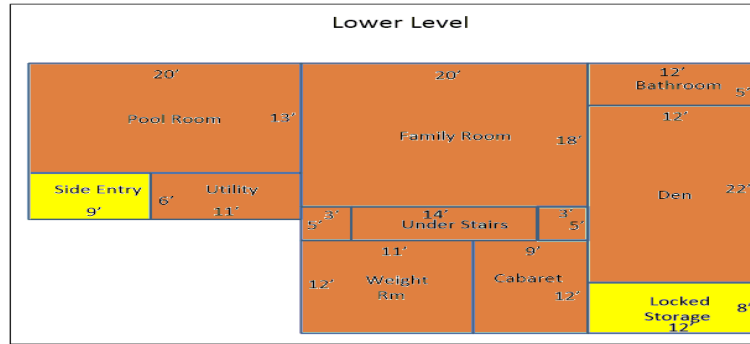 Lower Level
20’ 20’ 12’
Bathroom
5’
Pool Room 13’
12’
Family Room 18’
Side Entry
9’
6’
Utility
11’
Den 22’
3’ 14’ 3’
5’ Under Stairs 5’
11’ 9’
12’ Weight
Rm
Cabaret
12’
Locked
Storage
8’
12’